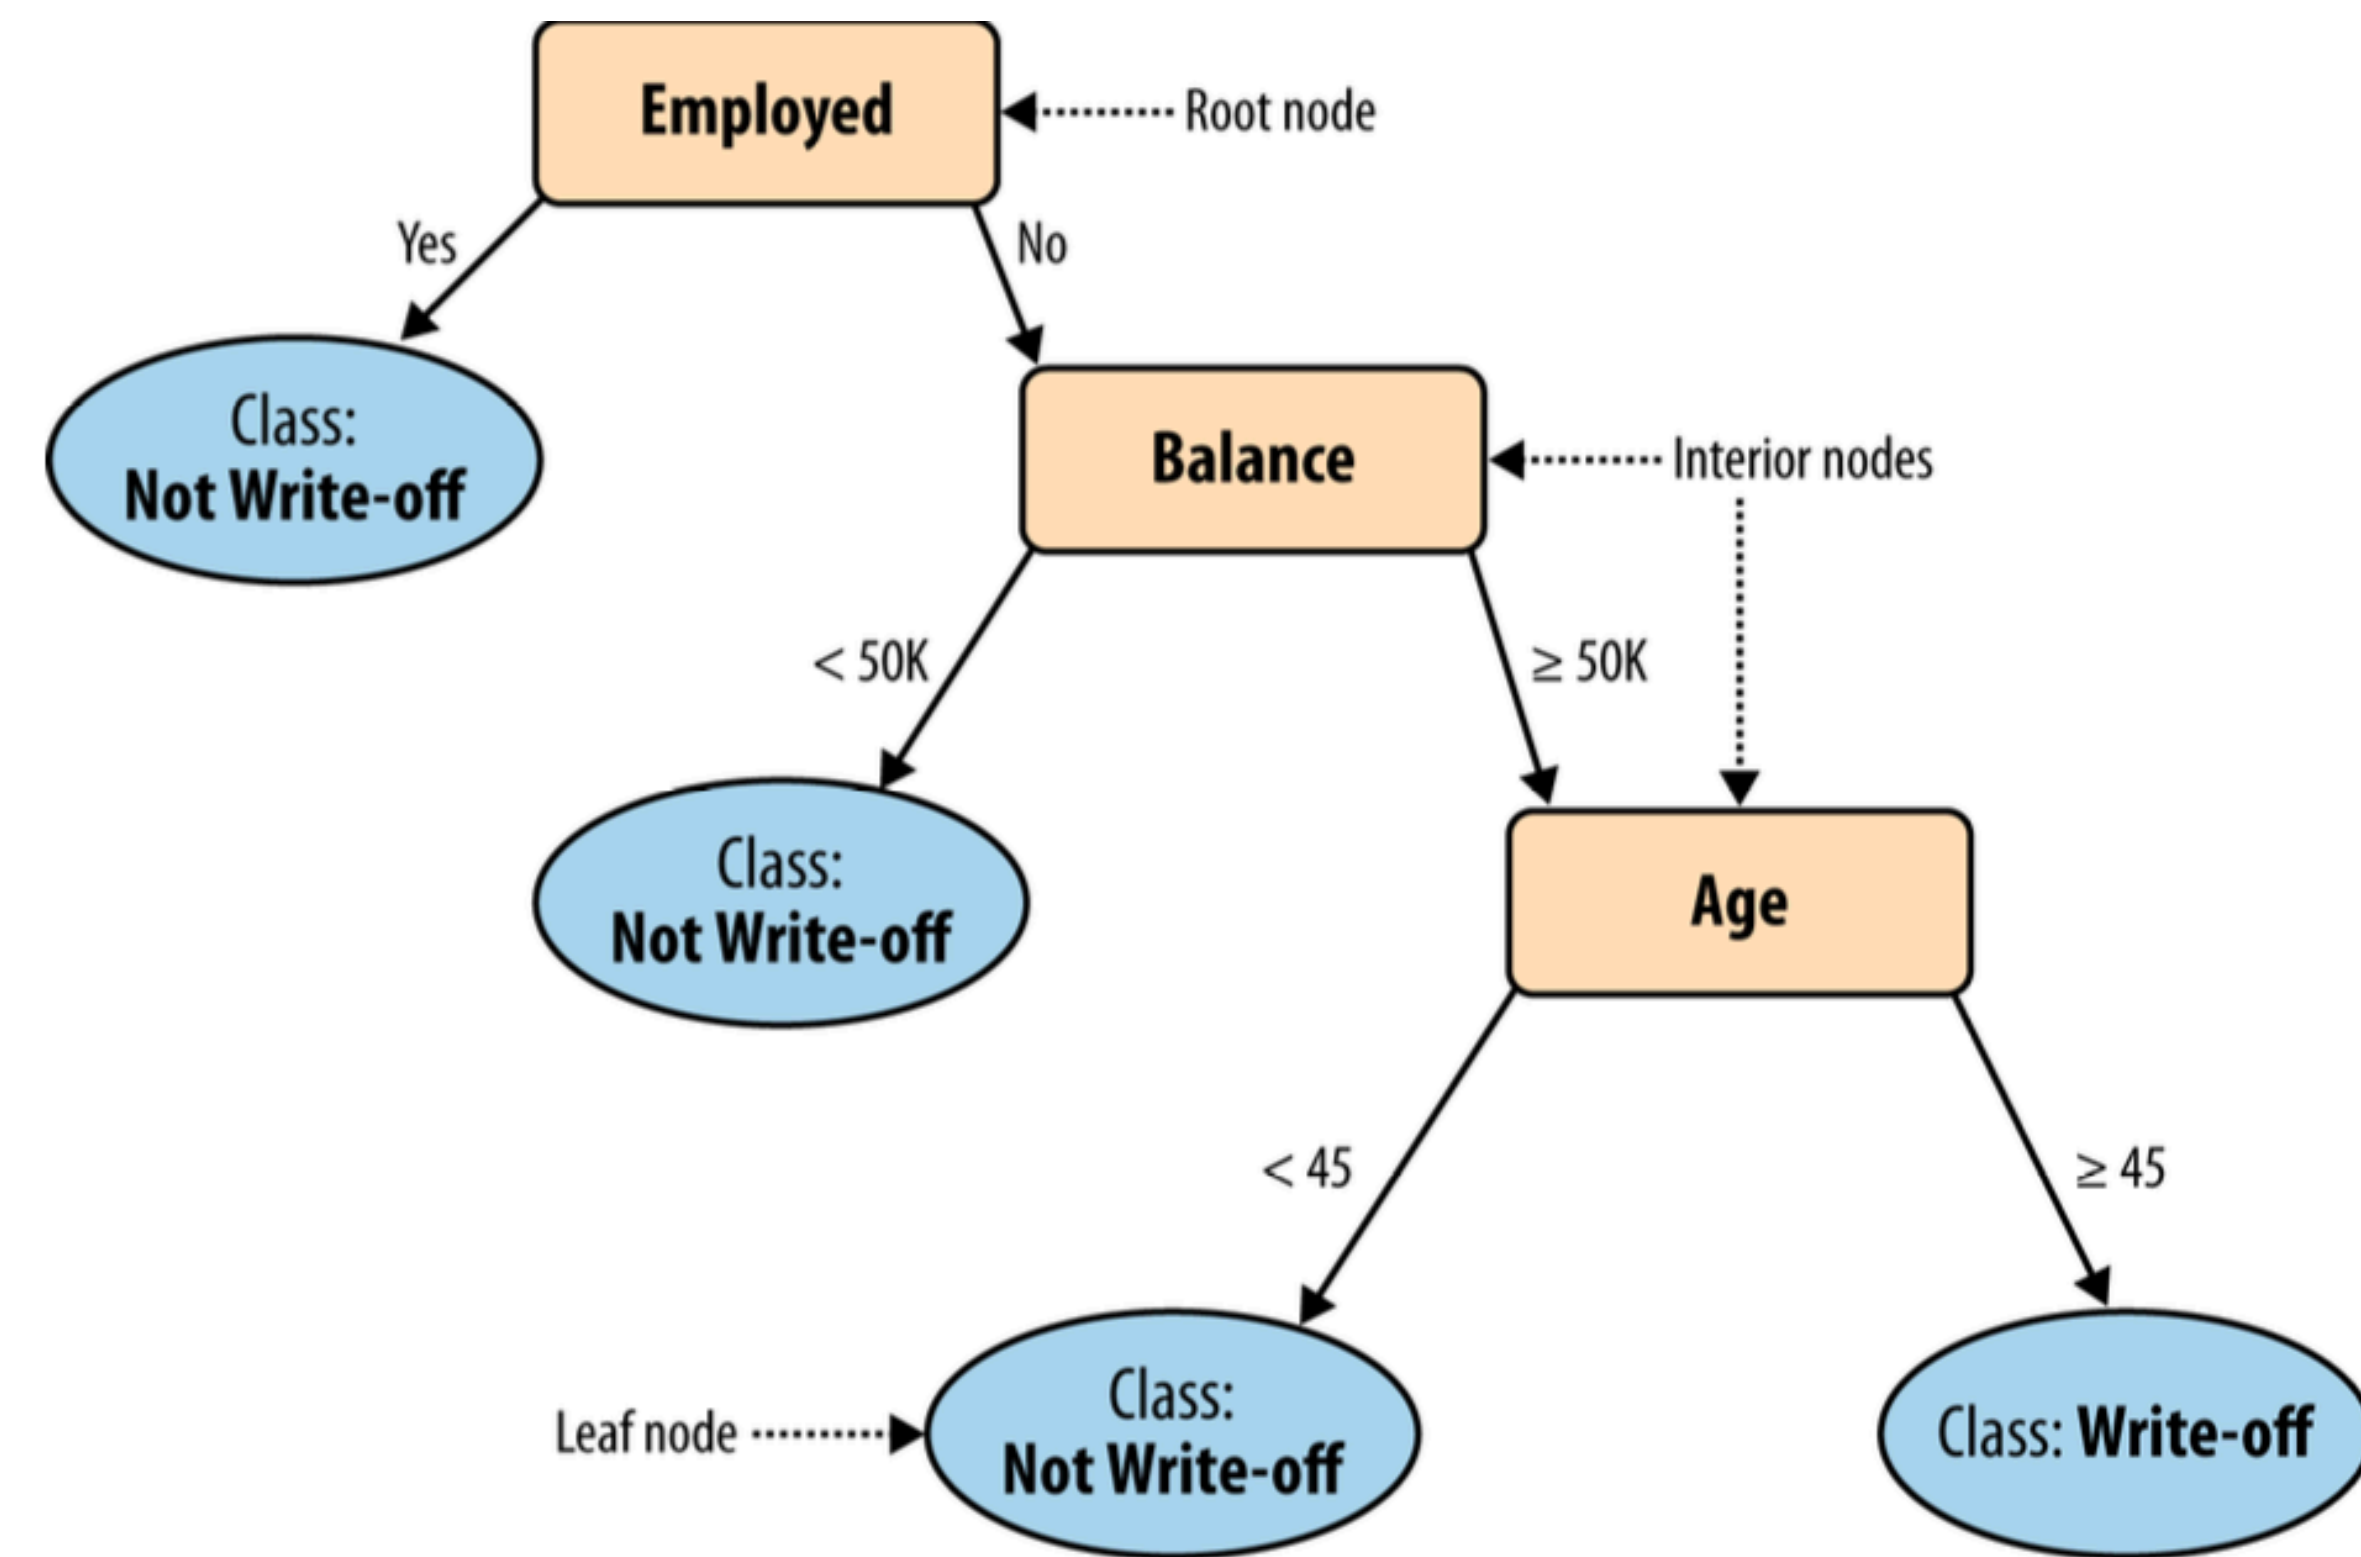 Employed
Root node
Yes
No
Class:
Not Write-off
Balance
Interior nodes
< 50K
≥ 50K
Class:
Not Write-off
Age
< 45
≥ 45
Leaf node
Class:
Not Write-off
Class: Write-off